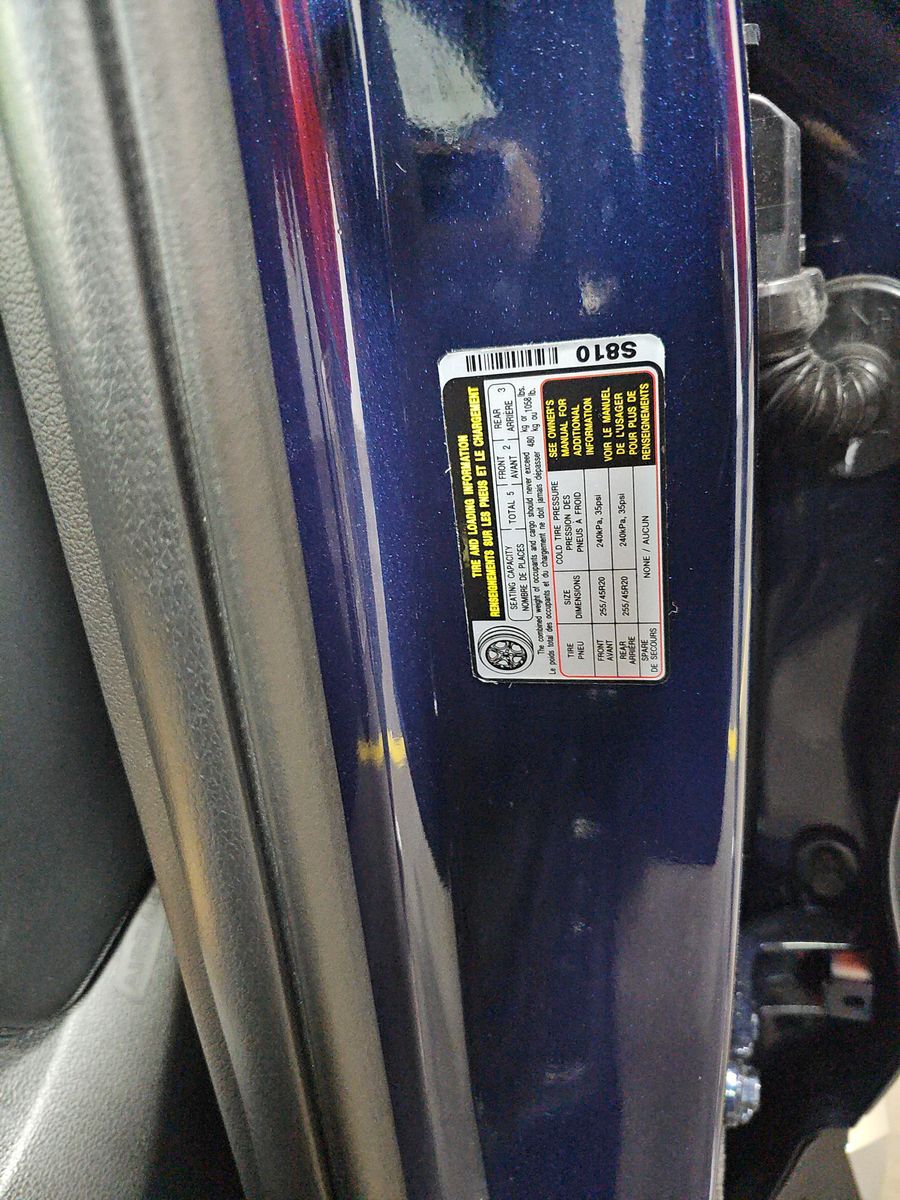 S810
TIRE AND LOADING INFORMATION
RENSEIGNEMENTS SUR LES PNEUS ET LE CHARGEMENT
SEATING CAPACITY TOTAL 5 FRONT 2 REAR 3
NOMBRE DE PLACES AVANT ARRIÈRE
The combined weight of occupants and cargo should never exceed 480 kg or 1058 lbs.
Le poids total des occupants et du chargement ne doit jamais dépasser 480 kg ou 1058 lb.
TIRE SIZE COLD TIRE PRESSURE
PNEU DIMENSIONS PRESSION DES PNEUS À FROID
FRONT 255/45R20 240kPa, 35psi
AVANT
REAR 255/45R20 240kPa, 35psi
ARRIÈRE
SPARE NONE / AUCUN
DE SECOURS
SEE OWNER'S
MANUAL FOR
ADDITIONAL
INFORMATION
VOIR LE MANUEL
DE L'USAGER
POUR PLUS DE
RENSEIGNEMENTS